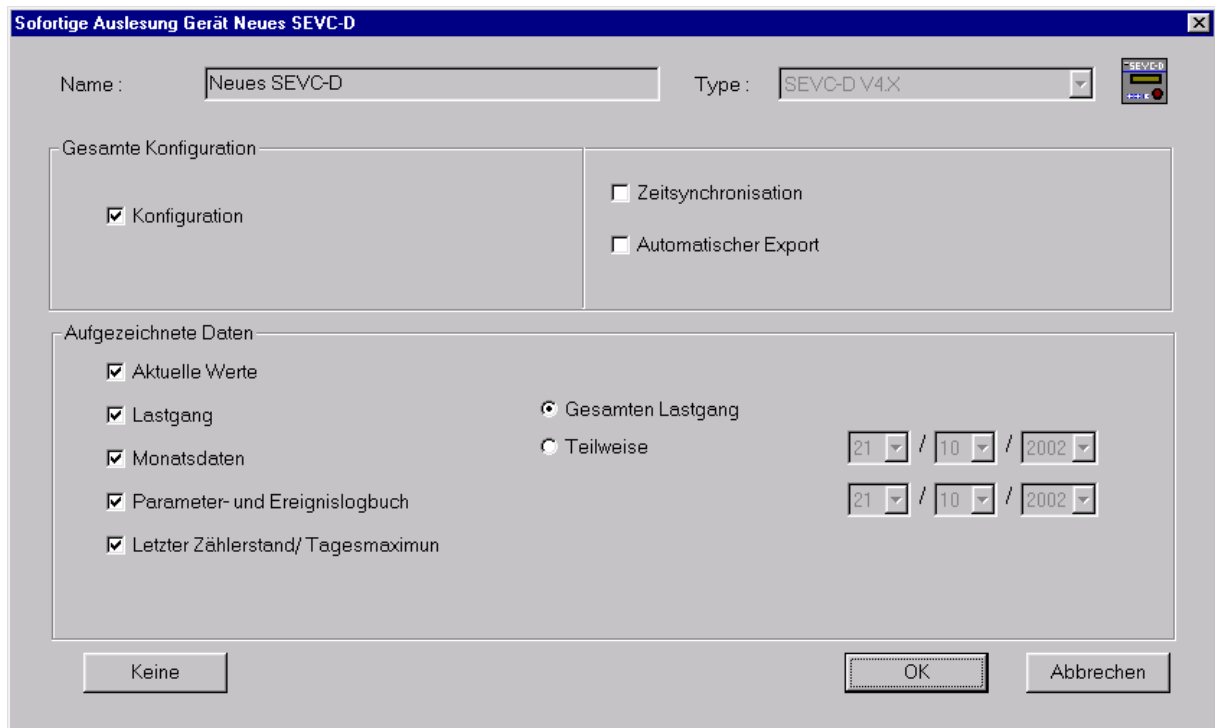 Sofortige Auslesung Gerät Neues SEVC-D
Name : Neues SEVC-D Type : SEVC-D V4.X
SEVC-D
Gesamte Konfiguration
Konfiguration
Zeitsynchronisation
Automatischer Export
Aufgezeichnete Daten
Aktuelle Werte
Lastgang
Monatsdaten
Parameter- und Ereignislogbuch
Letzter Zählerstand/ Tagesmaximun
Gesamten Lastgang
Teilweise 21 / 10 / 2002
21 / 10 / 2002
Keine OK Abbrechen